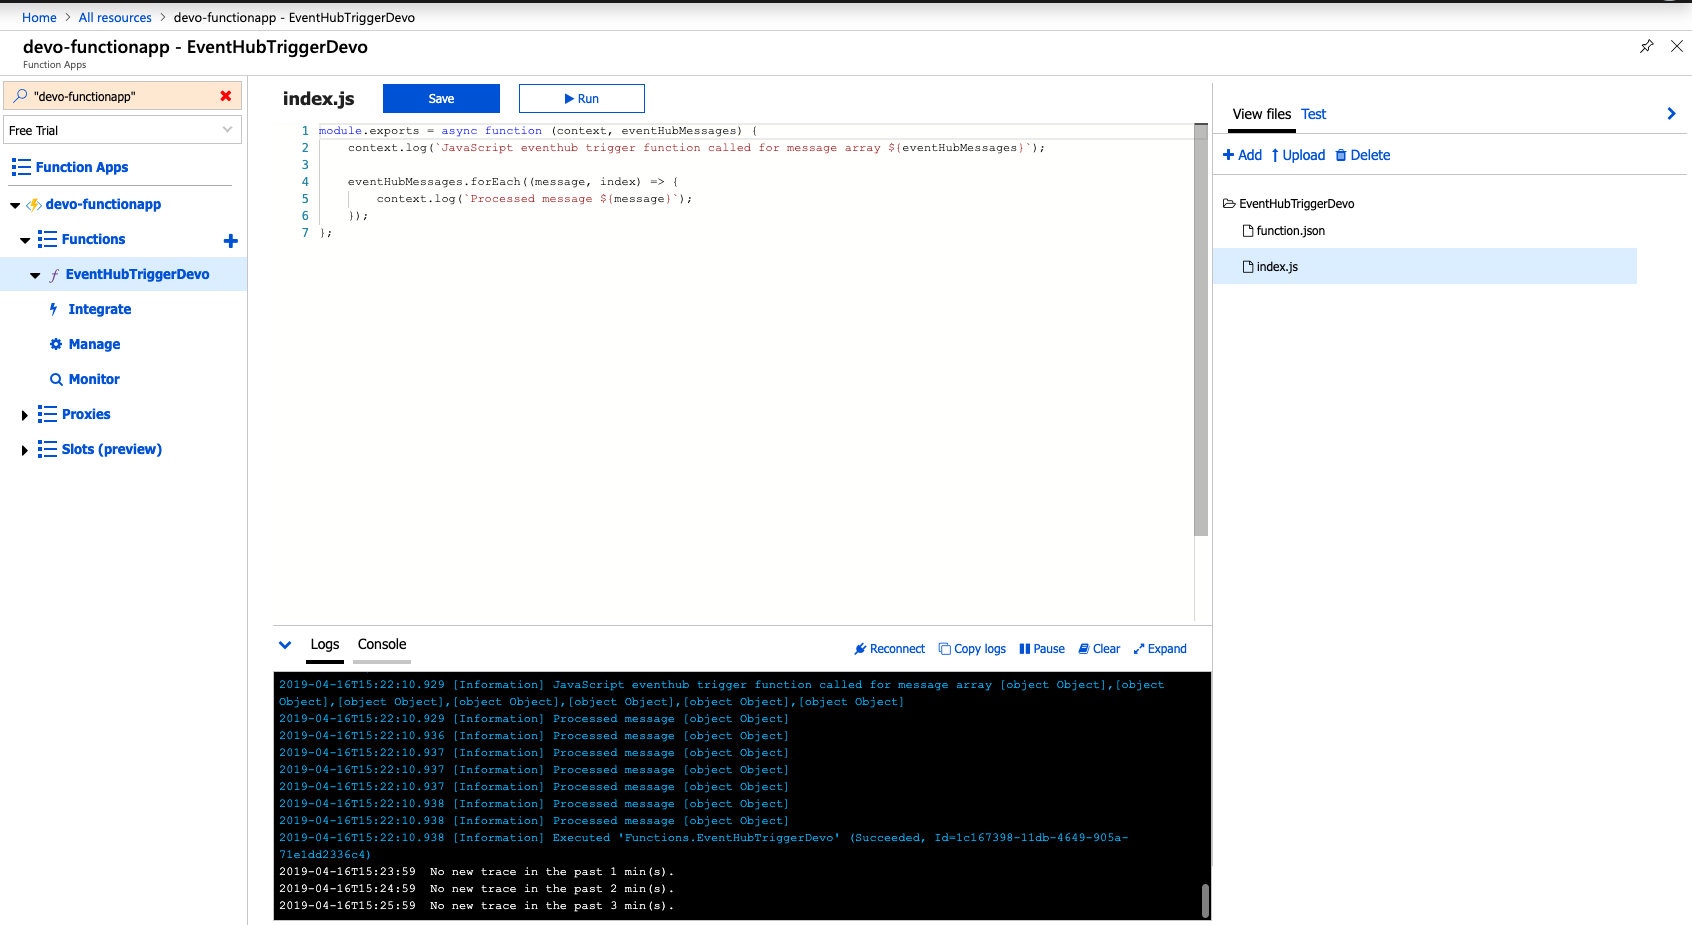 Home > All resources > devo-functionapp - EventHubTriggerDevo
devo-functionapp - EventHubTriggerDevo
Function Apps
"devo-functionapp"
Free Trial
Function Apps
devo-functionapp
Functions
EventHubTriggerDevo
Integrate
Manage
Monitor
Proxies
Slots (preview)
index.js
Save
Run
1 module.exports = async function (context, eventHubMessages) {
2 context.log(`JavaScript eventhub trigger function called for message array ${eventHubMessages}`);
3
4 eventHubMessages.forEach((message, index) => {
5 context.log(`Processed message ${message}`);
6 });
7 };
View files Test
Add Upload Delete
EventHubTriggerDevo
function.json
index.js
Logs Console
Reconnect Copy logs Pause Clear Expand
2019-04-16T15:22:10.929 [Information] JavaScript eventhub trigger function called for message array [object Object],[object
Object],[object Object],[object Object],[object Object],[object Object],[object Object]
2019-04-16T15:22:10.929 [Information] Processed message [object Object]
2019-04-16T15:22:10.936 [Information] Processed message [object Object]
2019-04-16T15:22:10.937 [Information] Processed message [object Object]
2019-04-16T15:22:10.937 [Information] Processed message [object Object]
2019-04-16T15:22:10.937 [Information] Processed message [object Object]
2019-04-16T15:22:10.938 [Information] Processed message [object Object]
2019-04-16T15:22:10.938 [Information] Processed message [object Object]
2019-04-16T15:22:10.938 [Information] Executed 'Functions.EventHubTriggerDevo' (Succeeded, Id=1c167398-11db-4649-905a-
71e1dd2336c4)
2019-04-16T15:23:59 No new trace in the past 1 min(s).
2019-04-16T15:24:59 No new trace in the past 2 min(s).
2019-04-16T15:25:59 No new trace in the past 3 min(s).